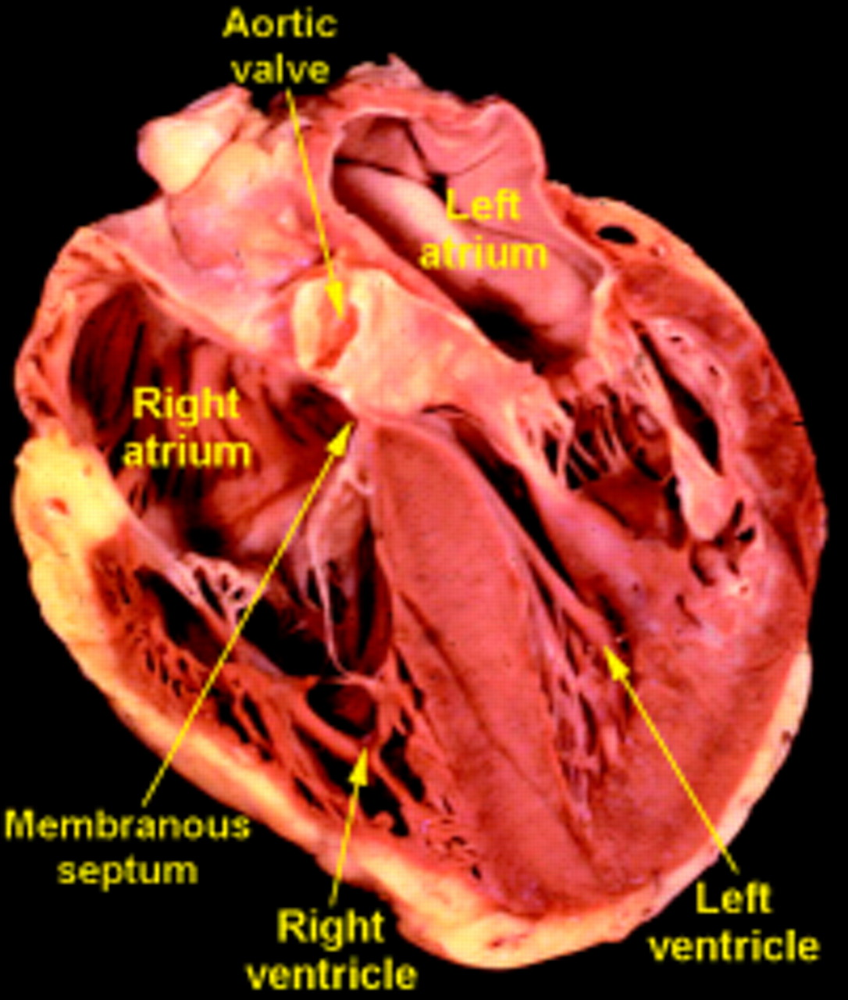 Aortic
valve
Left
atrium
Right
atrium
Membranous
septum
Right
ventricle
Left
ventricle